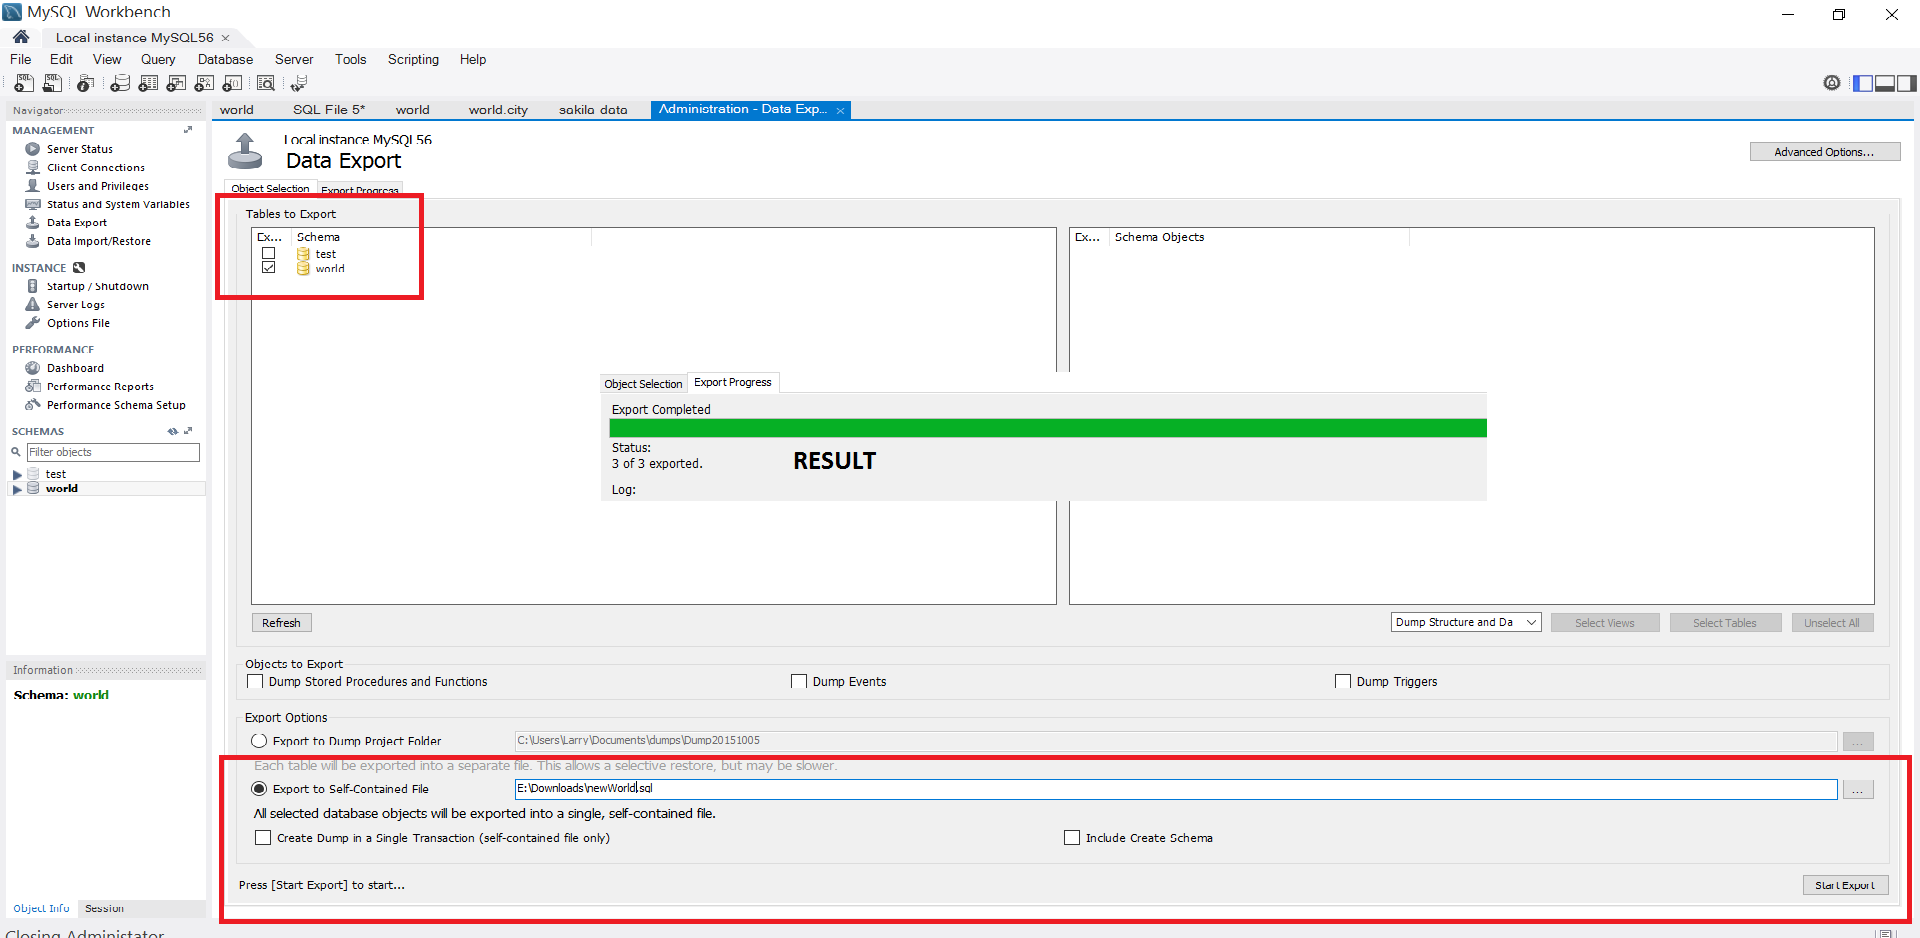 MySQL Workbench
Local instance MySQL56
File Edit View Query Database Server Tools Scripting Help
Navigator
world SQL File 5* world world.city sakila data Administration - Data Exp...
MANAGEMENT
Server Status
Client Connections
Users and Privileges
Status and System Variables
Data Export
Data Import/Restore
INSTANCE
Startup / Shutdown
Server Logs
Options File
PERFORMANCE
Dashboard
Performance Reports
Performance Schema Setup
SCHEMAS
Filter objects
test
world
Information
Schema: world
Object Info Session
Closing Administator
Local instance MySQL56
Data Export
Advanced Options...
Object Selection Export Progress
Tables to Export
Ex... Schema
test
world
Ex... Schema Objects
Object Selection Export Progress
Export Completed
Status:
3 of 3 exported.
RESULT
Log:
Refresh
Dump Structure and Da Select Views Select Tables Unselect All
Objects to Export
Dump Stored Procedures and Functions Dump Events Dump Triggers
Export Options
Export to Dump Project Folder C:\Users\Larry\Documents\dumps\Dump20151005 ...
Each table will be exported into a separate file. This allows a selective restore, but may be slower.
Export to Self-Contained File E:\Downloads\newWorld.sql ...
All selected database objects will be exported into a single, self-contained file.
Create Dump in a Single Transaction (self-contained file only) Include Create Schema
Press [Start Export] to start...
Start Export